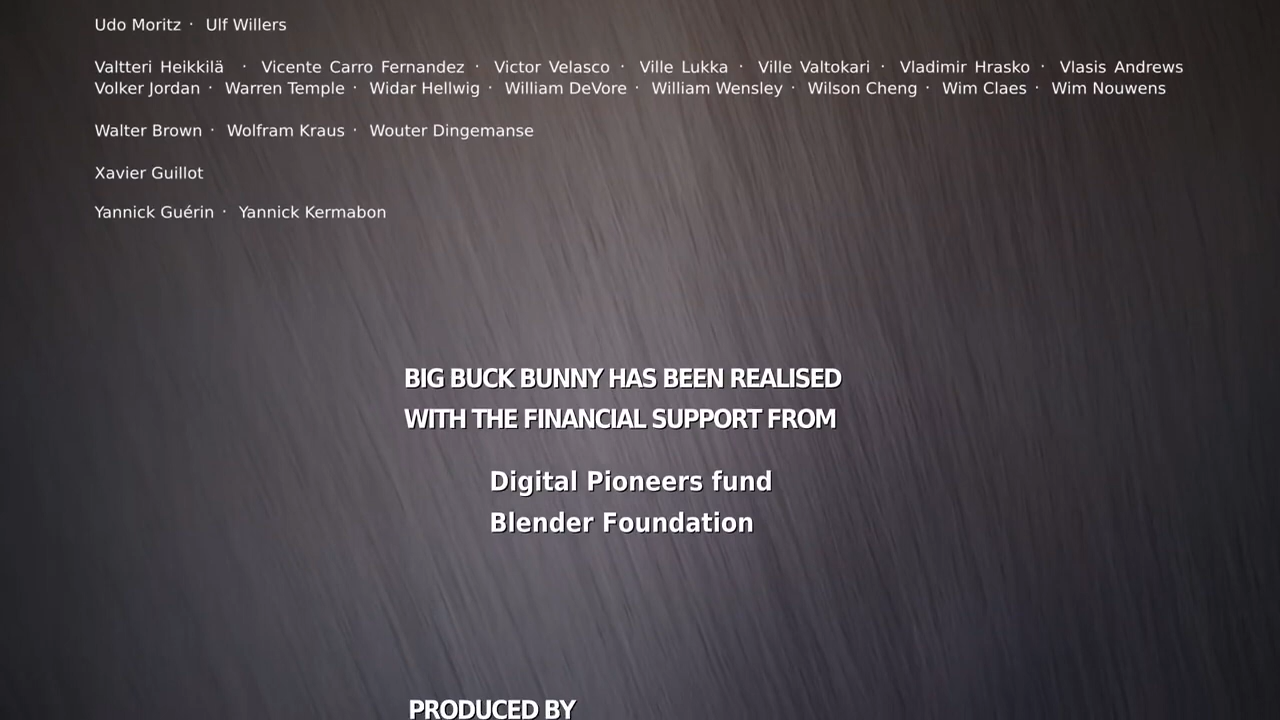 Udo Moritz · Ulf Willers
Valtteri Heikkilä · Vicente Carro Fernandez · Victor Velasco · Ville Lukka · Ville Valtokari · Vladimir Hrasko · Vlasis Andrews
Volker Jordan · Warren Temple · Widar Hellwig · William DeVore · William Wensley · Wilson Cheng · Wim Claes · Wim Nouwens
Walter Brown · Wolfram Kraus · Wouter Dingemanse
Xavier Guillot
Yannick Guérin · Yannick Kermabon
BIG BUCK BUNNY HAS BEEN REALISED
WITH THE FINANCIAL SUPPORT FROM
Digital Pioneers fund
Blender Foundation
PRODUCED BY